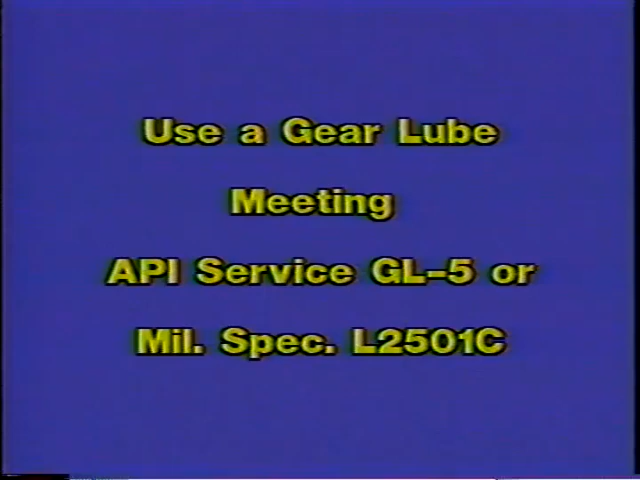 Use a Gear Lube
Meeting
API Service GL-5 or
Mil. Spec. L2501C